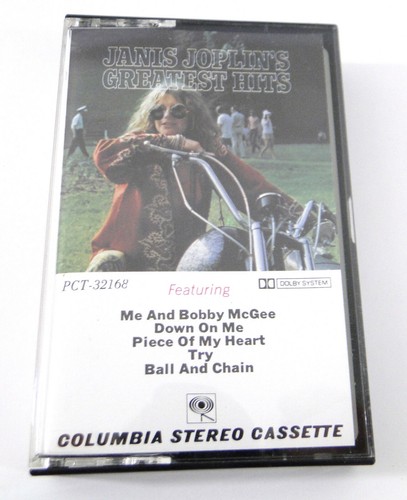 JANIS JOPLIN'S
GREATEST HITS
PCT-32168
Featuring
DOLBY SYSTEM
Me And Bobby McGee
Down On Me
Piece Of My Heart
Try
Ball And Chain
COLUMBIA STEREO CASSETTE